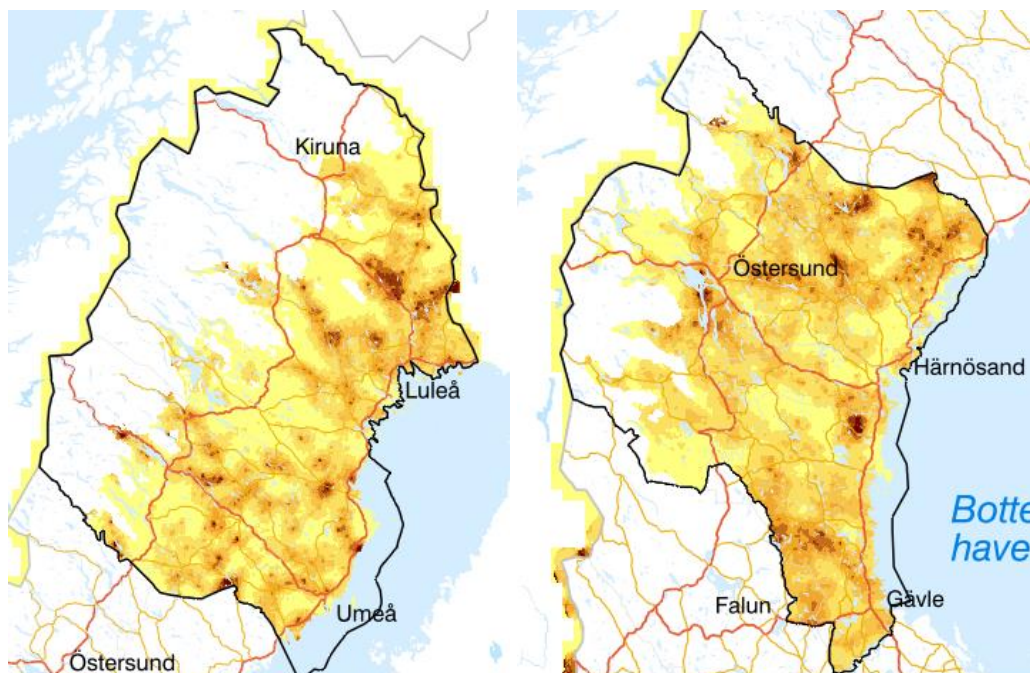 Kiruna
Luleå
Umeå
Östersund
Östersund
Härnösand
Botte
have
Falun
Gävle